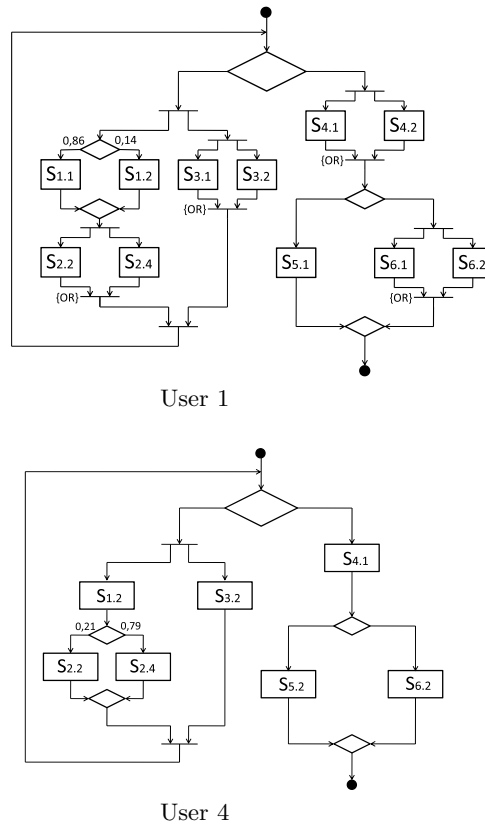 S4.1 S4.2
{OR}
0,86 0,14
S1.1 S1.2 S3.1 S3.2
{OR}
S2.2 S2.4
{OR}
S5.1 S6.1 S6.2
{OR}
User 1
S4.1
S1.2 S3.2
0,21 0,79
S2.2 S2.4
S5.2 S6.2
User 4